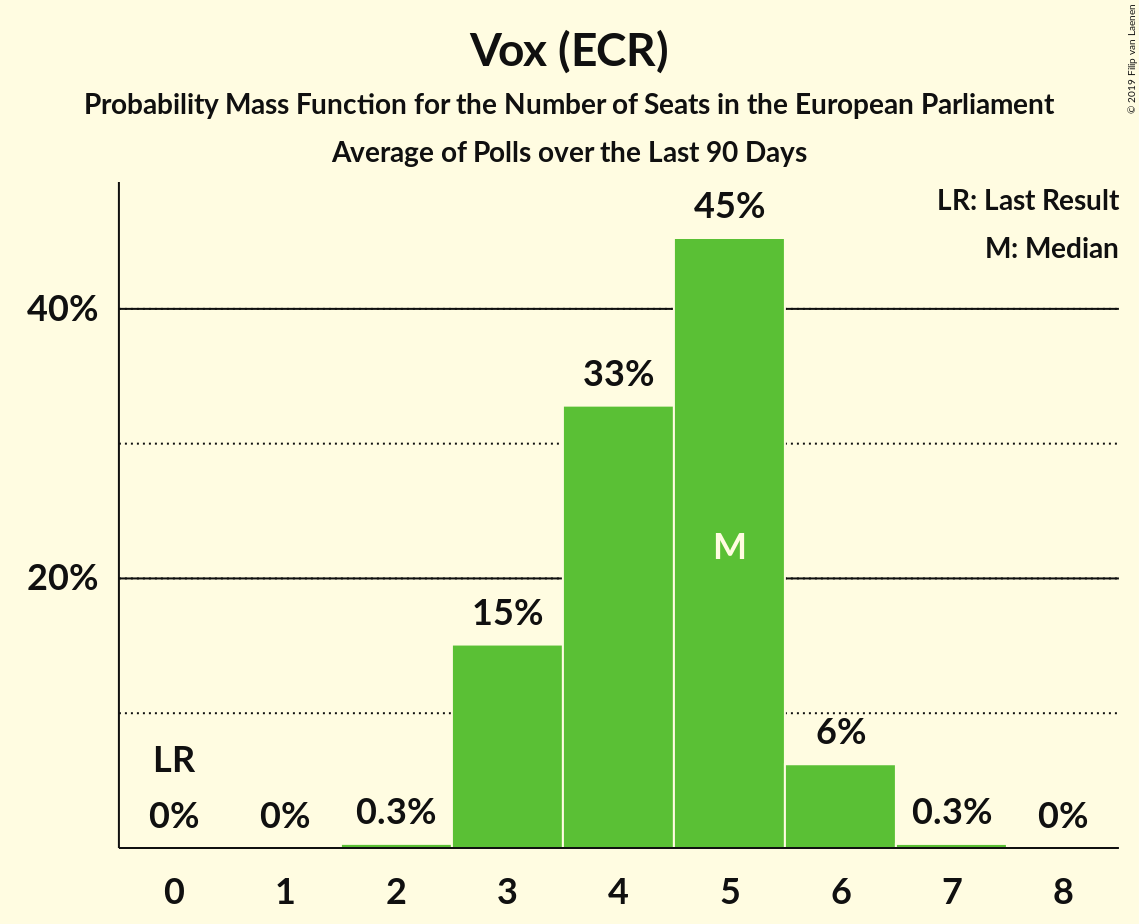 Vox (ECR)
Probability Mass Function for the Number of Seats in the European Parliament
Average of Polls over the Last 90 Days
© 2019 Filip van Laenen
LR: Last Result
M: Median
45%
40%
33%
M
20%
15%
6%
LR
0%
0%
0.3%
0.3%
0%
0 1 2 3 4 5 6 7 8